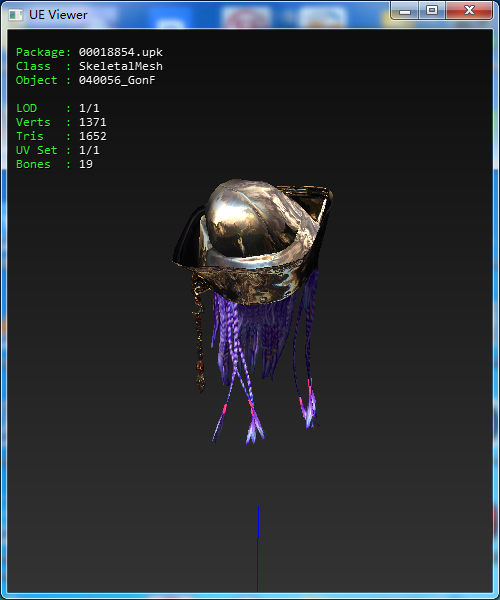 UE Viewer
Package: 00018854.upk
Class : SkeletalMesh
Object : 040056_GonF
LOD : 1/1
Verts : 1371
Tris : 1652
UV Set : 1/1
Bones : 19